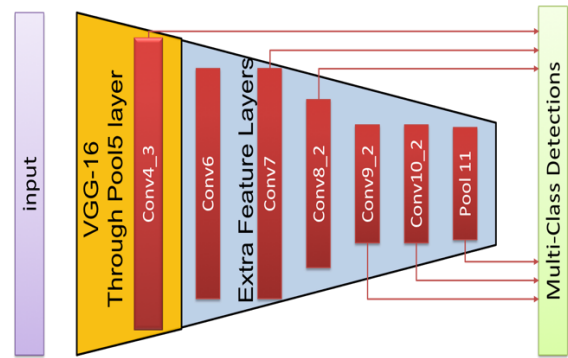 input
VGG-16
Through Pool5 layer
Conv4_3
Conv6
Extra Feature Layers
Conv7
Conv8_2
Conv9_2
Conv10_2
Pool 11
Multi-Class Detections